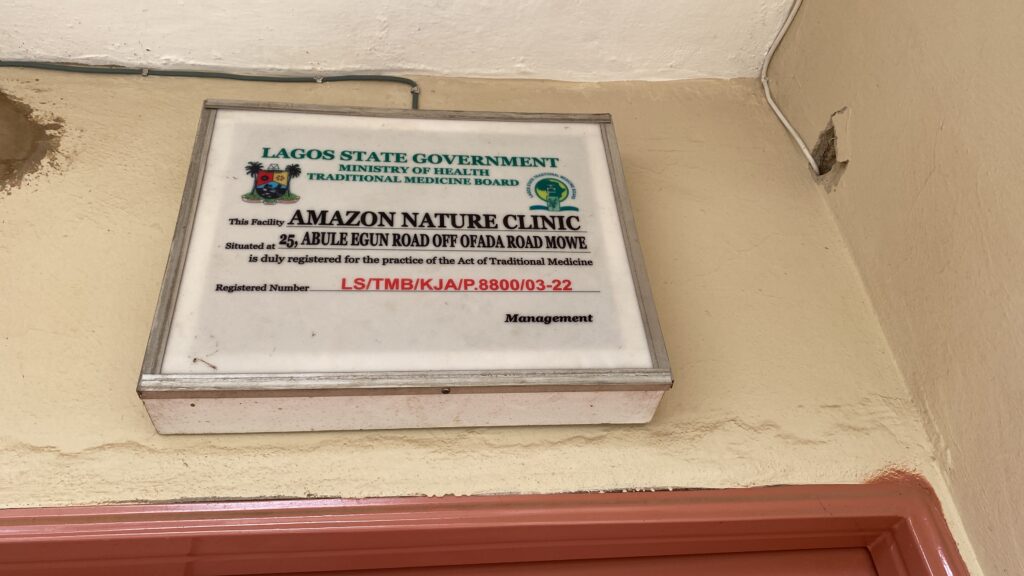 LAGOS STATE GOVERNMENT
MINISTRY OF HEALTH
TRADITIONAL MEDICINE BOARD
This Facility AMAZON NATURE CLINIC
Situated at 25, ABULE EGUN ROAD OFF OFADA ROAD MOWE
is duly registered for the practice of the Act of Traditional Medicine
Registered Number LS/TMB/KJA/P.8800/03-22
Management